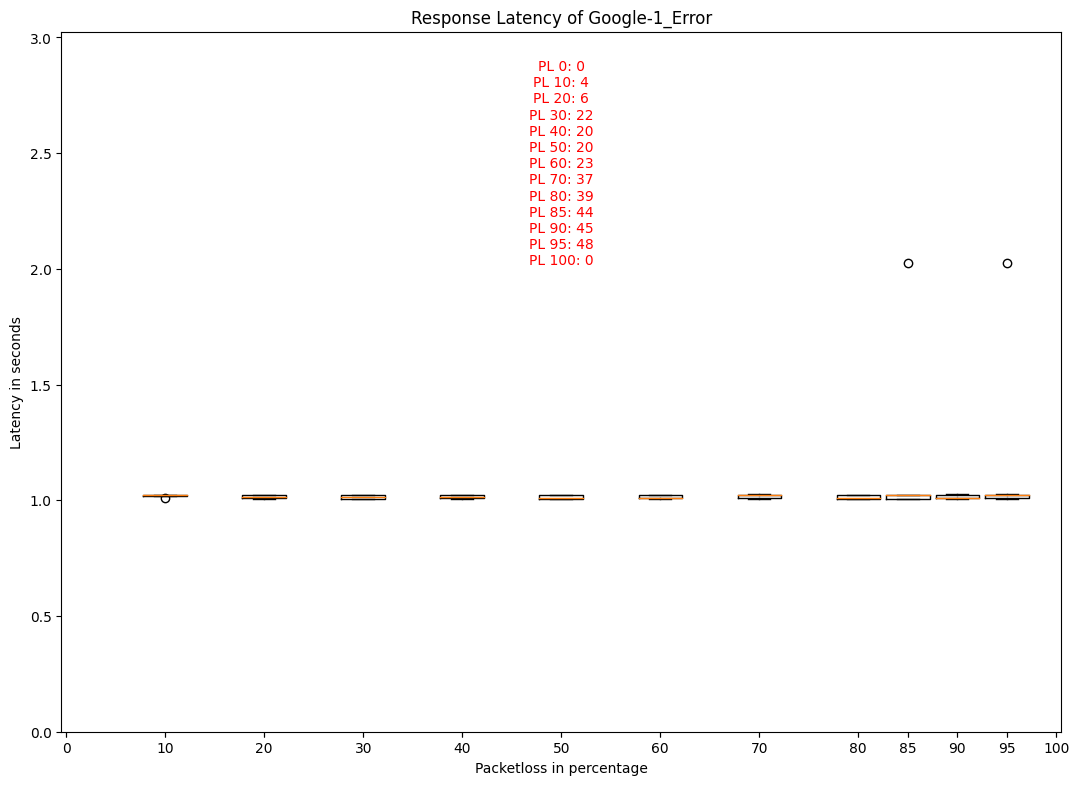 Response Latency of Google-1_Error
3.0
PL 0: 0
PL 10: 4
PL 20: 6
PL 30: 22
PL 40: 20
PL 50: 20
PL 60: 23
PL 70: 37
PL 80: 39
PL 85: 44
PL 90: 45
PL 95: 48
PL 100: 0
2.5
2.0
1.5
1.0
0.5
0.0
Latency in seconds
0 10 20 30 40 50 60 70 80 85 90 95 100
Packetloss in percentage